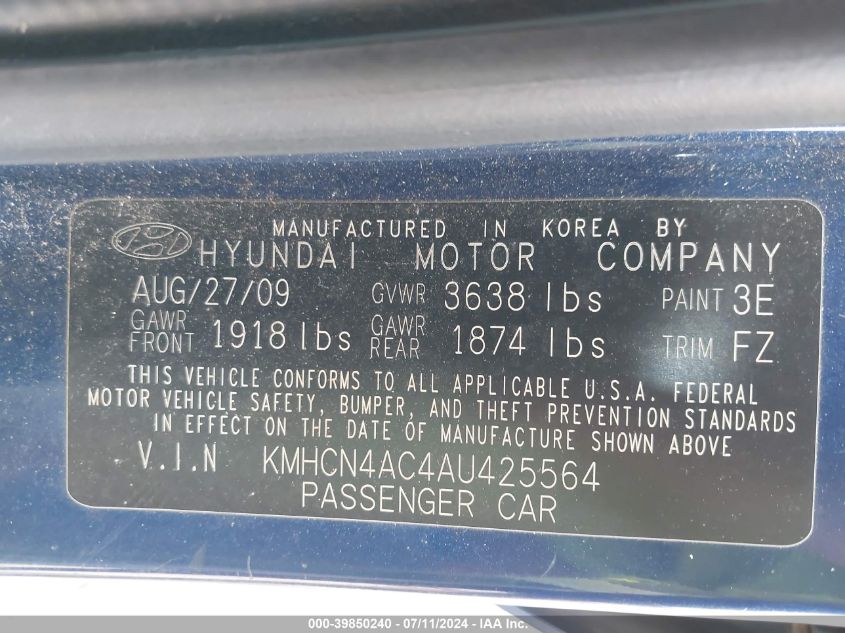 MANUFACTURED IN KOREA BY
HYUNDAI MOTOR COMPANY
AUG/27/09 GVWR 3638 lbs PAINT 3E
GAWR FRONT 1918 lbs GAWR REAR 1874 lbs TRIM FZ
THIS VEHICLE CONFORMS TO ALL APPLICABLE U.S.A. FEDERAL
MOTOR VEHICLE SAFETY, BUMPER, AND THEFT PREVENTION STANDARDS
IN EFFECT ON THE DATE OF MANUFACTURE SHOWN ABOVE
V.I.N KMHCN4AC4AU425564
PASSENGER CAR
000-39850240 - 07/11/2024 - IAAI.COM